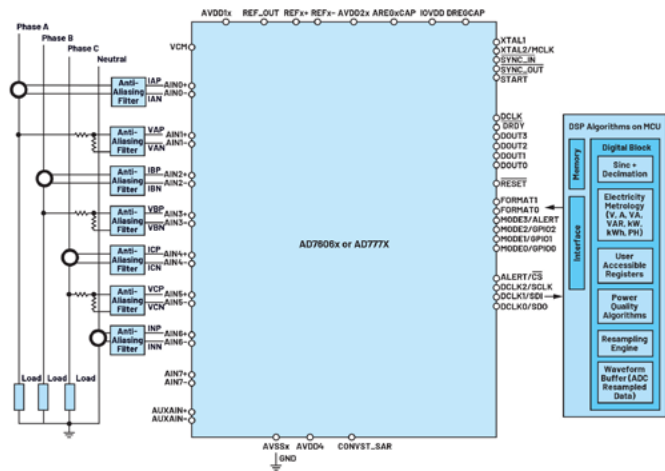 AVDD1x REF_OUT REFx+ REFx- AVDD2x AREGxCAP IOVDD DREGCAP
Phase A
Phase B
Phase C
Neutral
VCM
IAP
IAN
Anti-
Aliasing
Filter
AIN0+
AIN0-
VAP
VAN
Anti-
Aliasing
Filter
AIN1+
AIN1-
IBP
IBN
Anti-
Aliasing
Filter
AIN2+
AIN2-
VBP
VBN
Anti-
Aliasing
Filter
AIN3+
AIN3-
ICP
ICN
Anti-
Aliasing
Filter
AIN4+
AIN4-
VCP
VCN
Anti-
Aliasing
Filter
AIN5+
AIN5-
INP
INN
Anti-
Aliasing
Filter
AIN6+
AIN6-
AIN7+
AIN7-
AUXAIN+
AUXAIN-
Load Load Load
AD7606x or AD777X
AVSSx AVDD4 CONVST_SAR
GND
XTAL1
XTAL2/MCLK
SYNC_IN
SYNC_OUT
START
DCLK
DRDY
DOUT3
DOUT2
DOUT1
DOUT0
RESET
FORMAT1
FORMAT0
MODE3/ALERT
MODE2/GPIO2
MODE1/GPIO1
MODE0/GPIO0
ALERT/CS
DCLK2/SCLK
DCLK1/SDI
DCLK0/SDO
DSP Algorithms on MCU
Memory
Interface
Digital Block
Sinc +
Decimation
Electricity
Metrology
(V, A, VA,
VAR, kW,
kWh, PH)
User
Accessible
Registers
Power
Quality
Algorithms
Resampling
Engine
Waveform
Buffer (ADC
Resampled
Data)